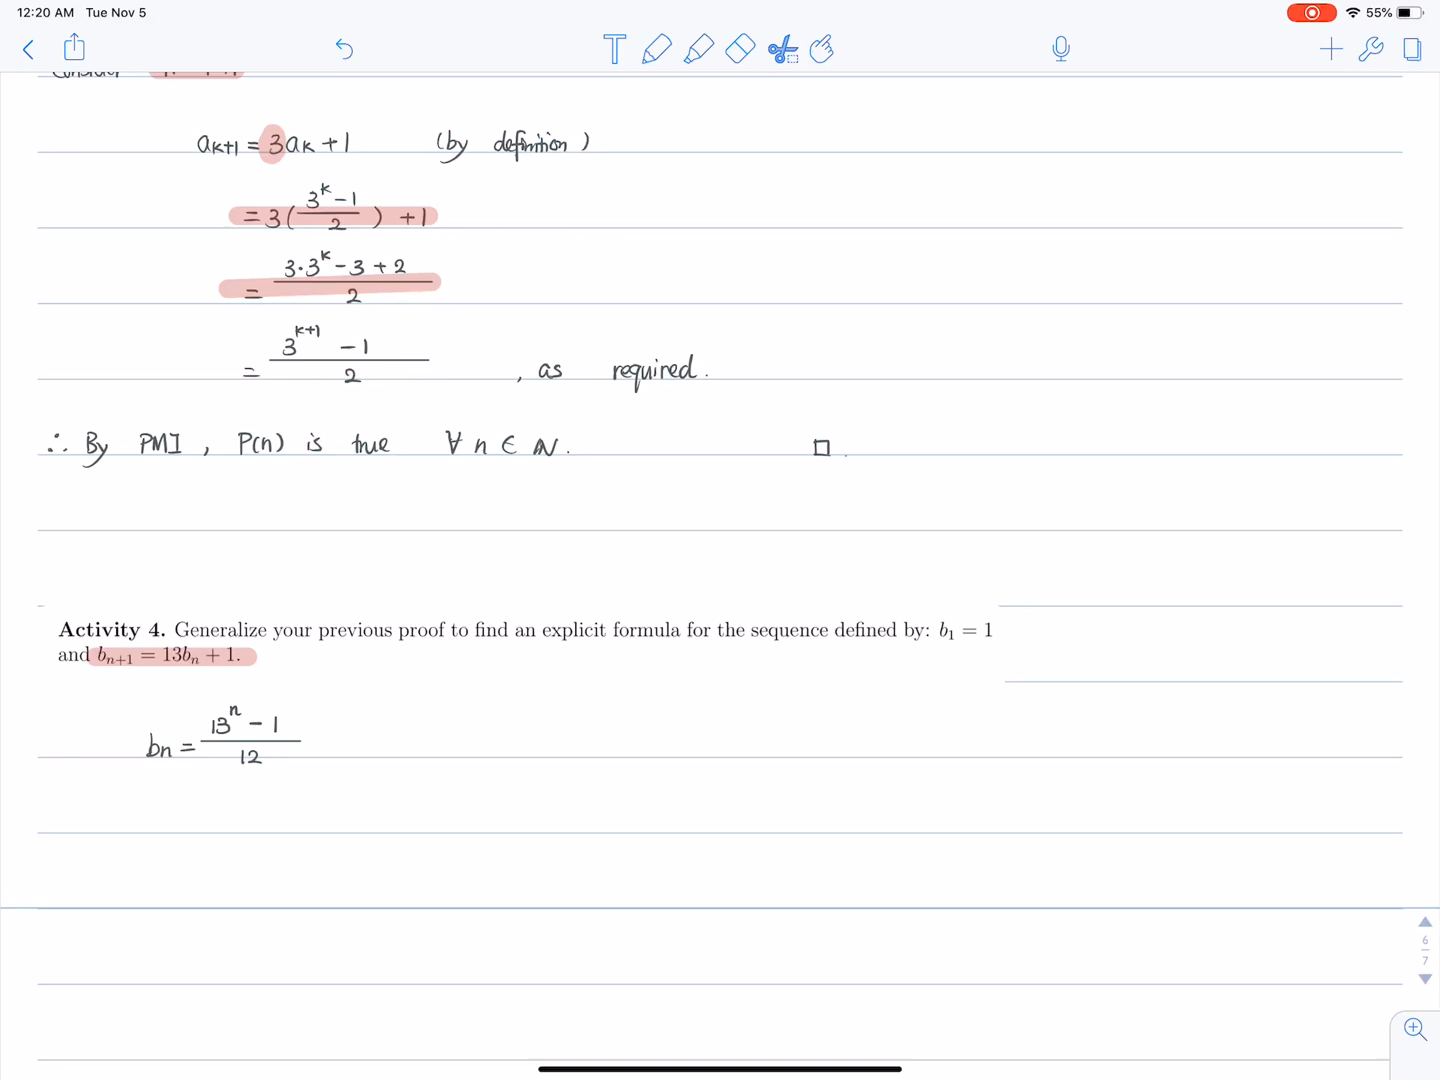 12:20 AM Tue Nov 5
55%
Consider
a_{k+1} = 3a_k + 1 (by definition)
= 3((3^k - 1)/2) + 1
= (3·3^k - 3 + 2)/2
= (3^{k+1} - 1)/2 , as required.
∴ By PMI, P(n) is true ∀ n ∈ ℕ. □.
Activity 4. Generalize your previous proof to find an explicit formula for the sequence defined by: b_1 = 1
and b_{n+1} = 13b_n + 1.
b_n = (13^n - 1)/12
6
7